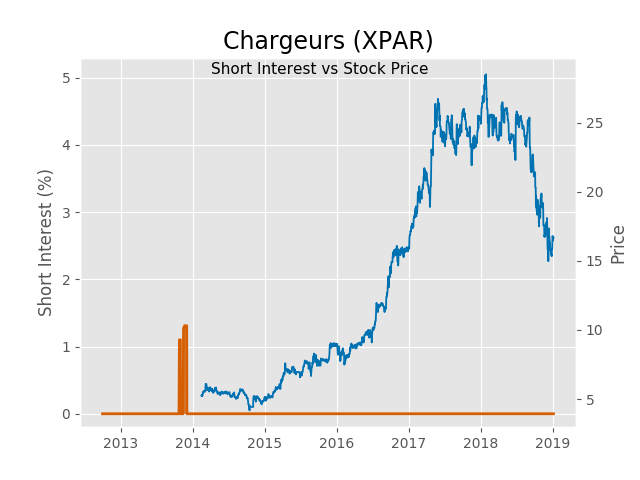 Chargeurs (XPAR)
Short Interest vs Stock Price
Short Interest (%)
5
4
3
2
1
0
25
20
15
10
5
Price
2013 2014 2015 2016 2017 2018 2019